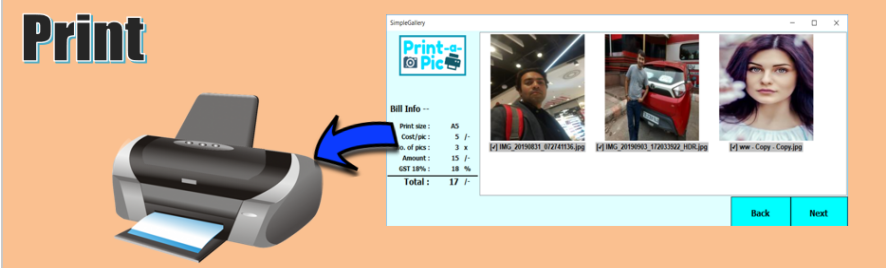 Print
SimpleGallery
Print-a-
Pic
Bill Info --
Print size : A5
Cost/pic : 5 /-
o. of pics : 3 x
Amount : 15 /-
GST 18% : 18 %
Total : 17 /-
IMG_20190831_072741136.jpg
IMG_20190903_172033922_HDR.jpg
ww - Copy - Copy.jpg
Back Next